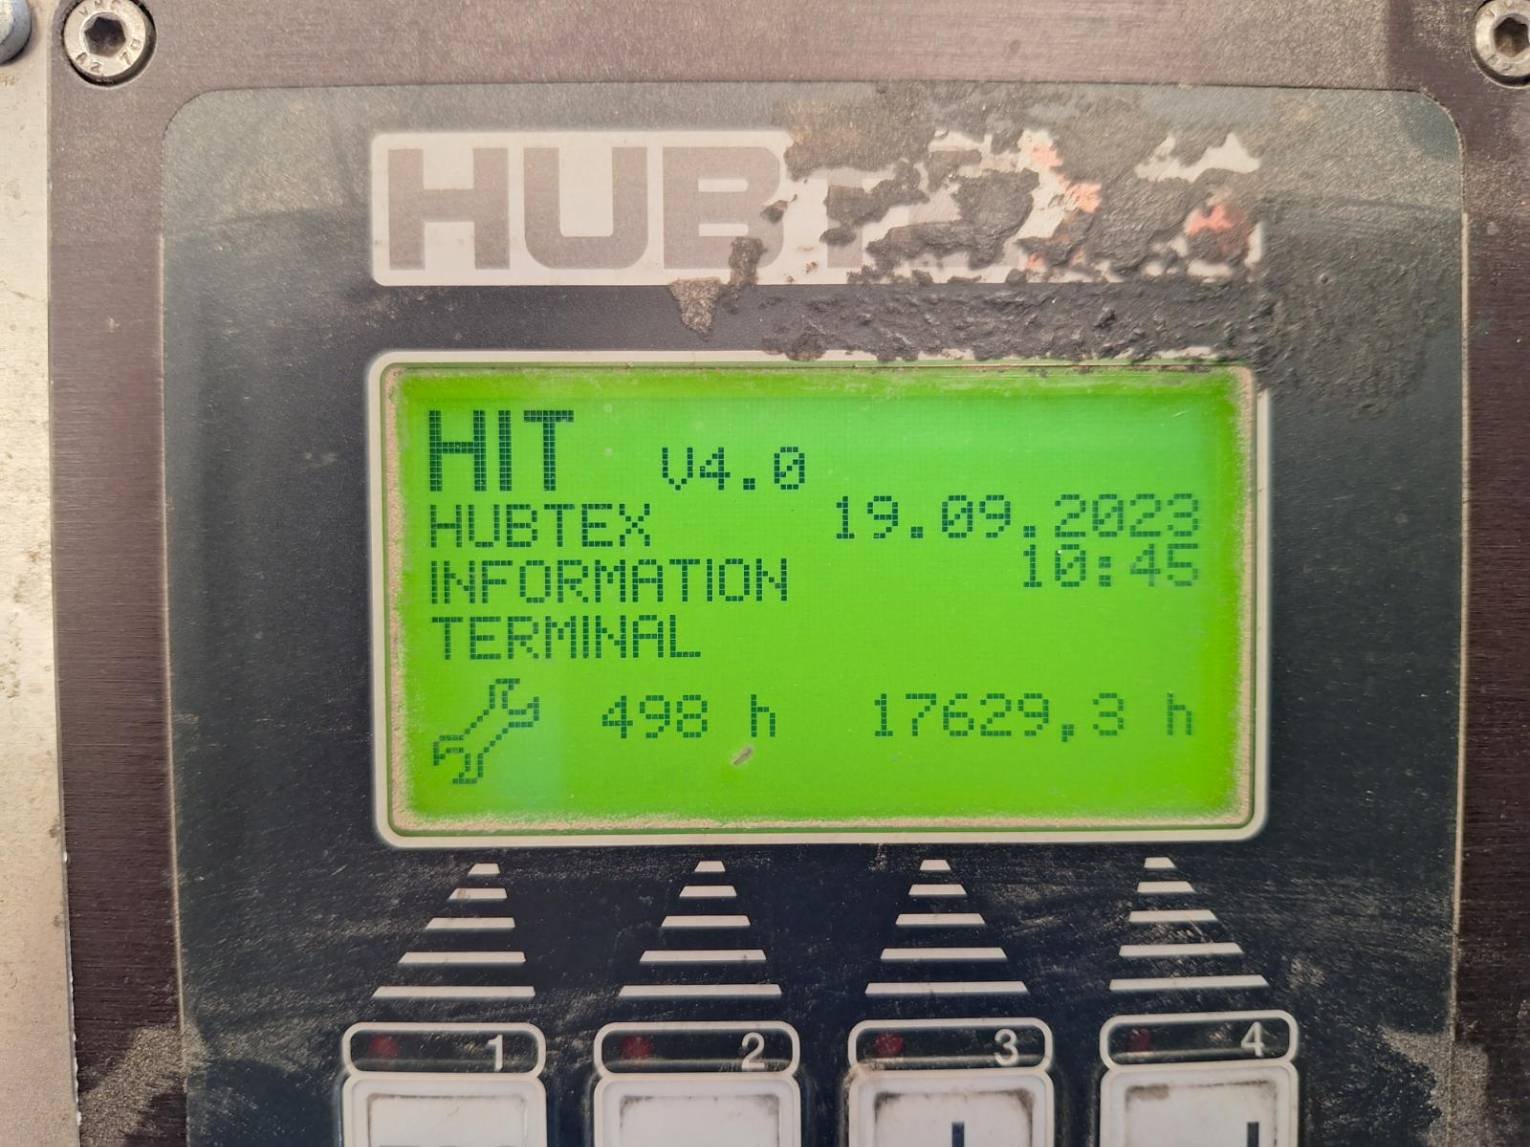 HUB
HIT V4.0
HUBTEX 19.09.2023
INFORMATION 10:45
TERMINAL
498 h 17629,3 h
1 2 3 4